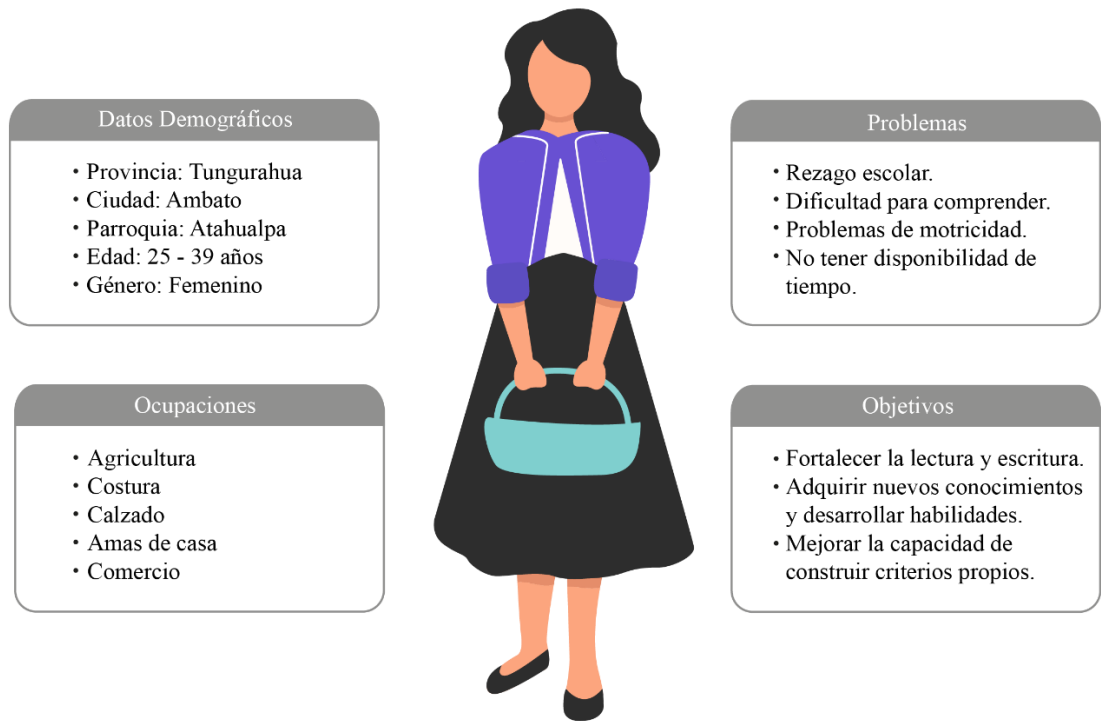 Datos Demográficos
• Provincia: Tungurahua
• Ciudad: Ambato
• Parroquia: Atahualpa
• Edad: 25 - 39 años
• Género: Femenino
Problemas
• Rezago escolar.
• Dificultad para comprender.
• Problemas de motricidad.
• No tener disponibilidad de
tiempo.
Ocupaciones
• Agricultura
• Costura
• Calzado
• Amas de casa
• Comercio
Objetivos
• Fortalecer la lectura y escritura.
• Adquirir nuevos conocimientos
y desarrollar habilidades.
• Mejorar la capacidad de
construir criterios propios.